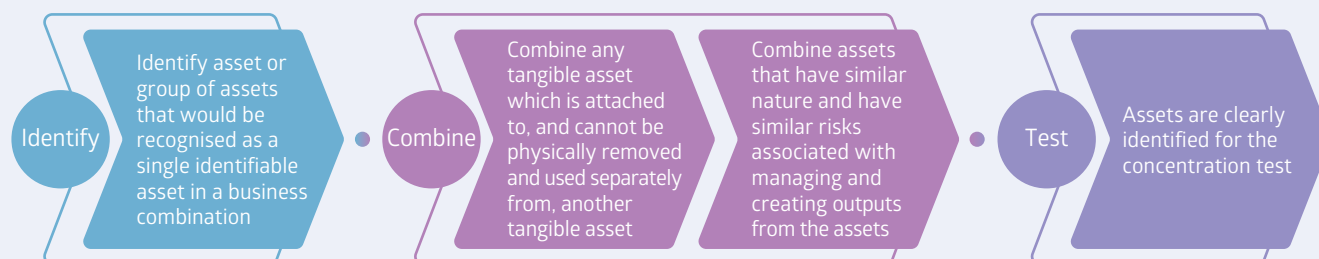 Identify
Identify asset or
group of assets
that would be
recognised as a
single identifiable
asset in a business
combination
Combine
Combine any
tangible asset
which is attached
to, and cannot be
physically removed
and used separately
from, another
tangible asset
Combine assets
that have similar
nature and have
similar risks
associated with
managing and
creating outputs
from the assets
Test
Assets are clearly
identified for the
concentration test